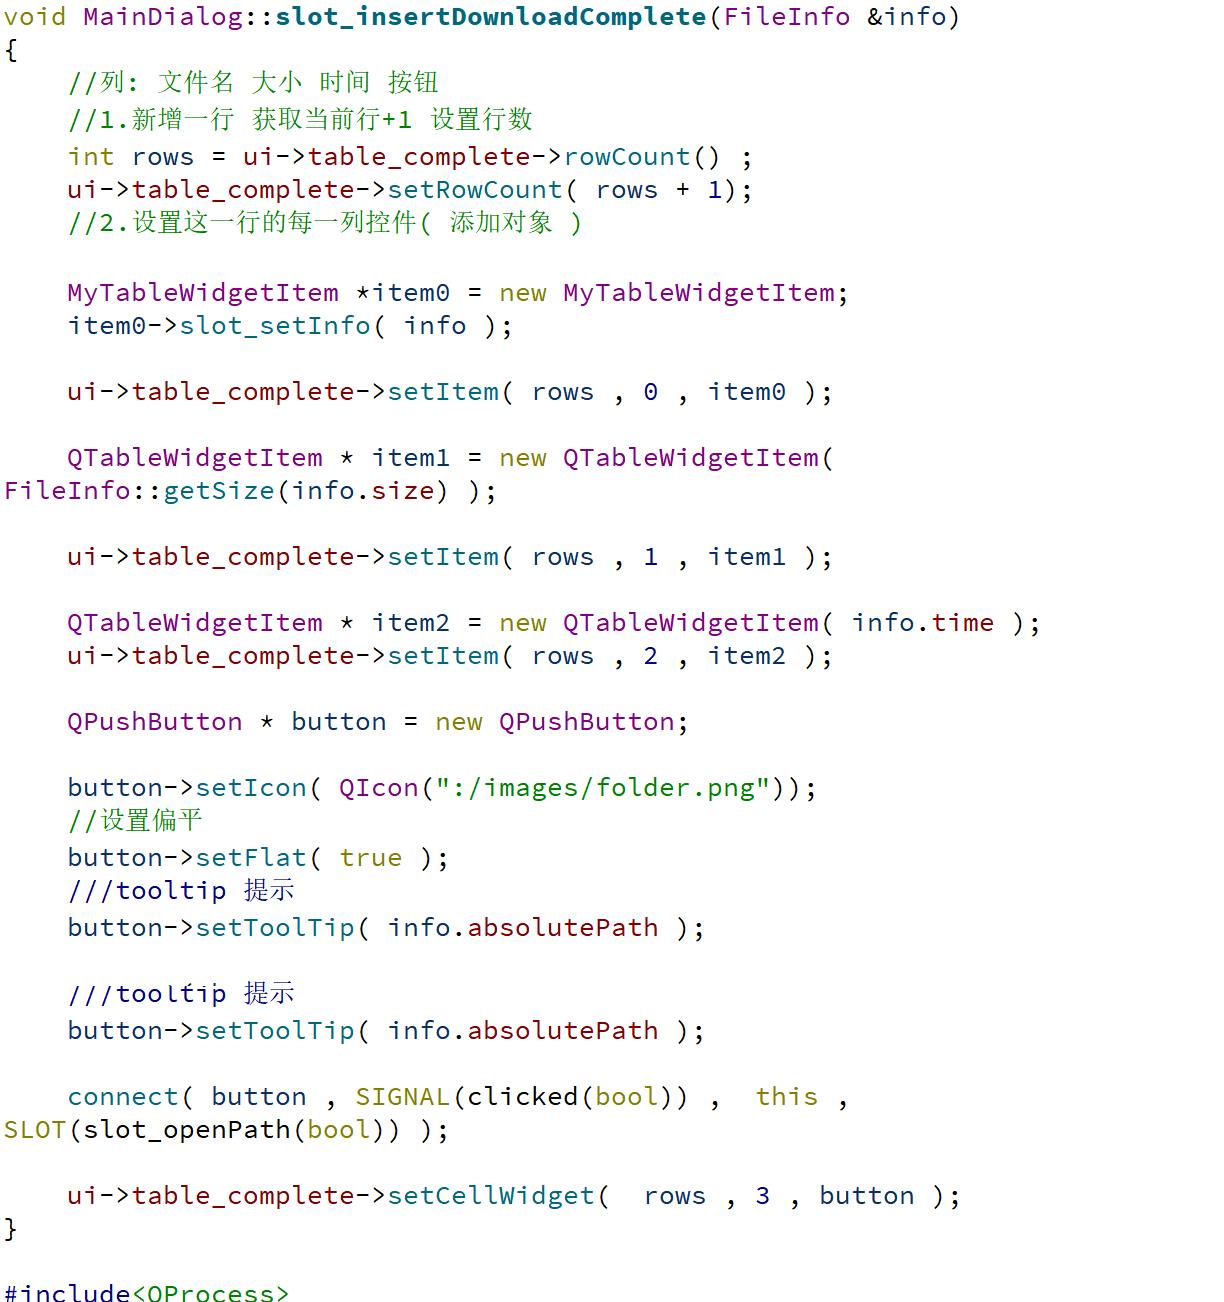 void MainDialog::slot_insertDownloadComplete(FileInfo &info)
{
    //列: 文件名 大小 时间 按钮
    //1.新增一行 获取当前行+1 设置行数
    int rows = ui->table_complete->rowCount() ;
    ui->table_complete->setRowCount( rows + 1);
    //2.设置这一行的每一列控件( 添加对象 )
    MyTableWidgetItem *item0 = new MyTableWidgetItem;
    item0->slot_setInfo( info );
    ui->table_complete->setItem( rows , 0 , item0 );
    QTableWidgetItem * item1 = new QTableWidgetItem(
FileInfo::getSize(info.size) );
    ui->table_complete->setItem( rows , 1 , item1 );
    QTableWidgetItem * item2 = new QTableWidgetItem( info.time );
    ui->table_complete->setItem( rows , 2 , item2 );
    QPushButton * button = new QPushButton;
    button->setIcon( QIcon(":/images/folder.png"));
    //设置偏平
    button->setFlat( true );
    ///tooltip 提示
    button->setToolTip( info.absolutePath );
    ///tooltip 提示
    button->setToolTip( info.absolutePath );
    connect( button , SIGNAL(clicked(bool)) ,  this ,
SLOT(slot_openPath(bool)) );
    ui->table_complete->setCellWidget(  rows , 3 , button );
}
#include<QProcess>